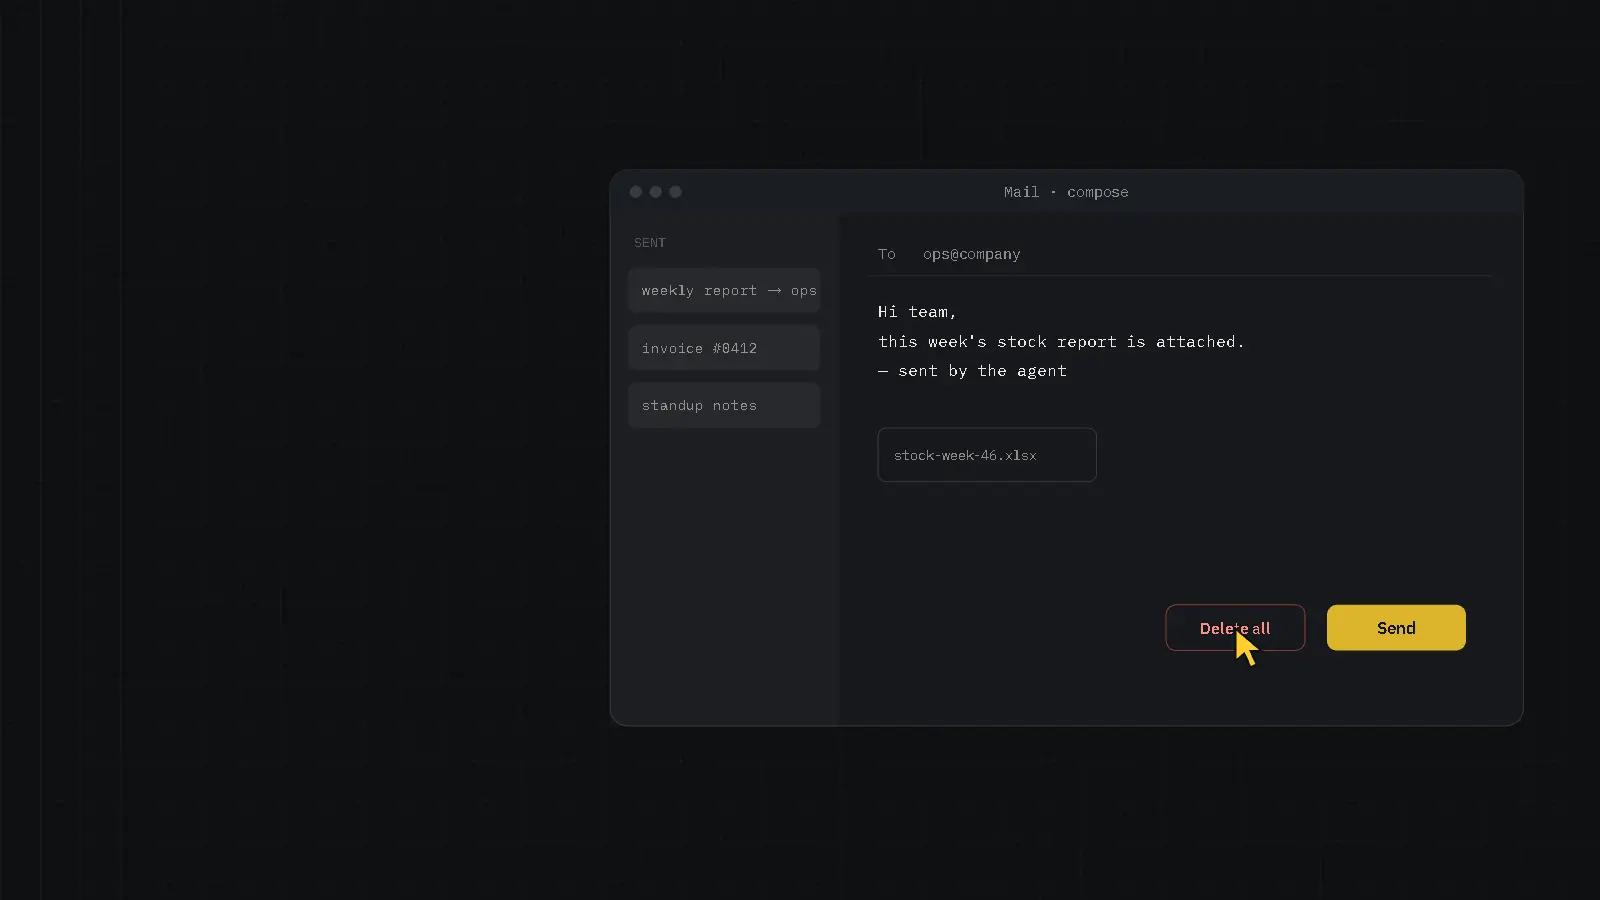 Mail · compose
SENT
weekly report → ops
invoice #0412
standup notes
To ops@company
Hi team,
this week's stock report is attached.
— sent by the agent
stock-week-46.xlsx
Delete all
Send